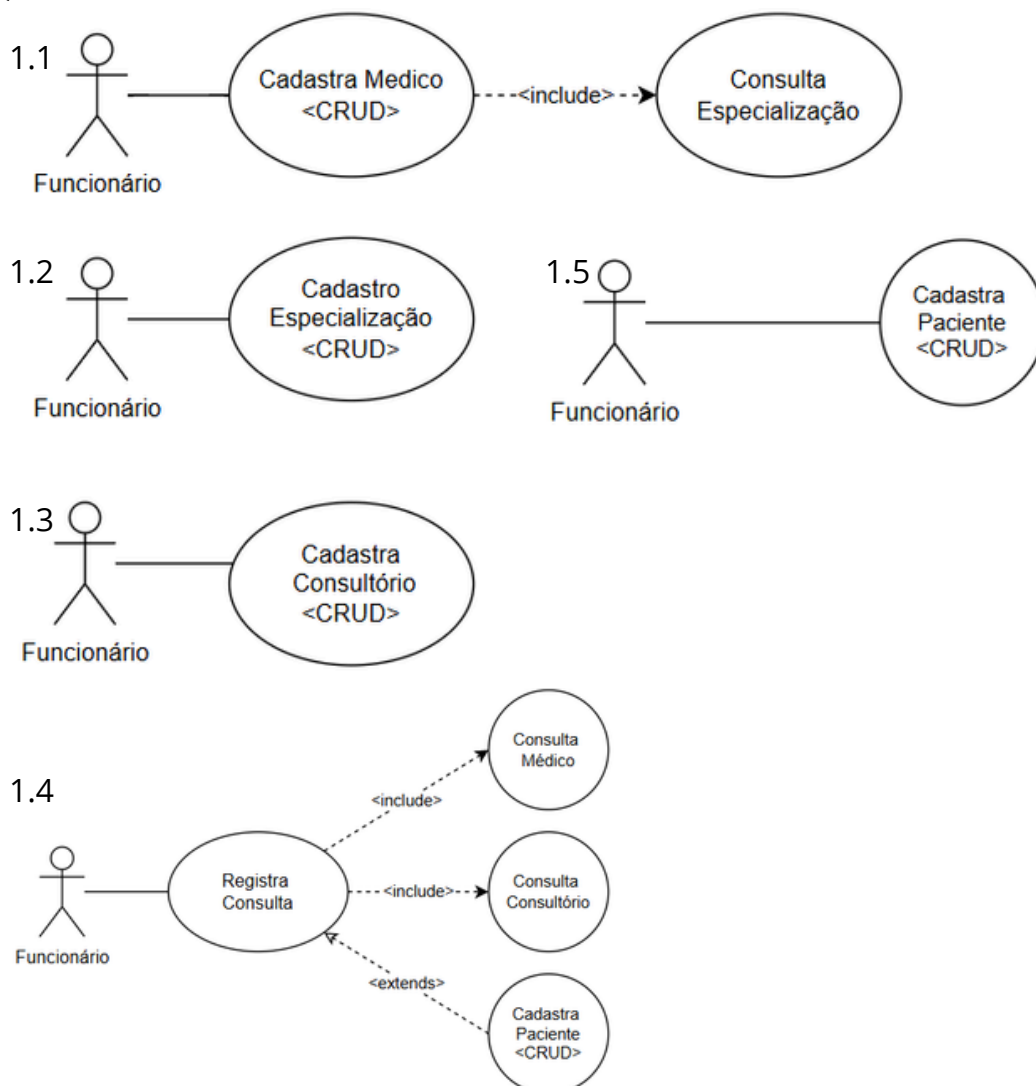 1.1
Cadastra Medico
<CRUD>
<include>
Consulta
Especialização
Funcionário
1.2
Cadastro
Especialização
<CRUD>
Funcionário
1.5
Cadastra
Paciente
<CRUD>
Funcionário
1.3
Cadastra
Consultório
<CRUD>
Funcionário
1.4
Funcionário
Registra
Consulta
<include>
Consulta
Médico
<include>
Consulta
Consultório
<extends>
Cadastra
Paciente
<CRUD>